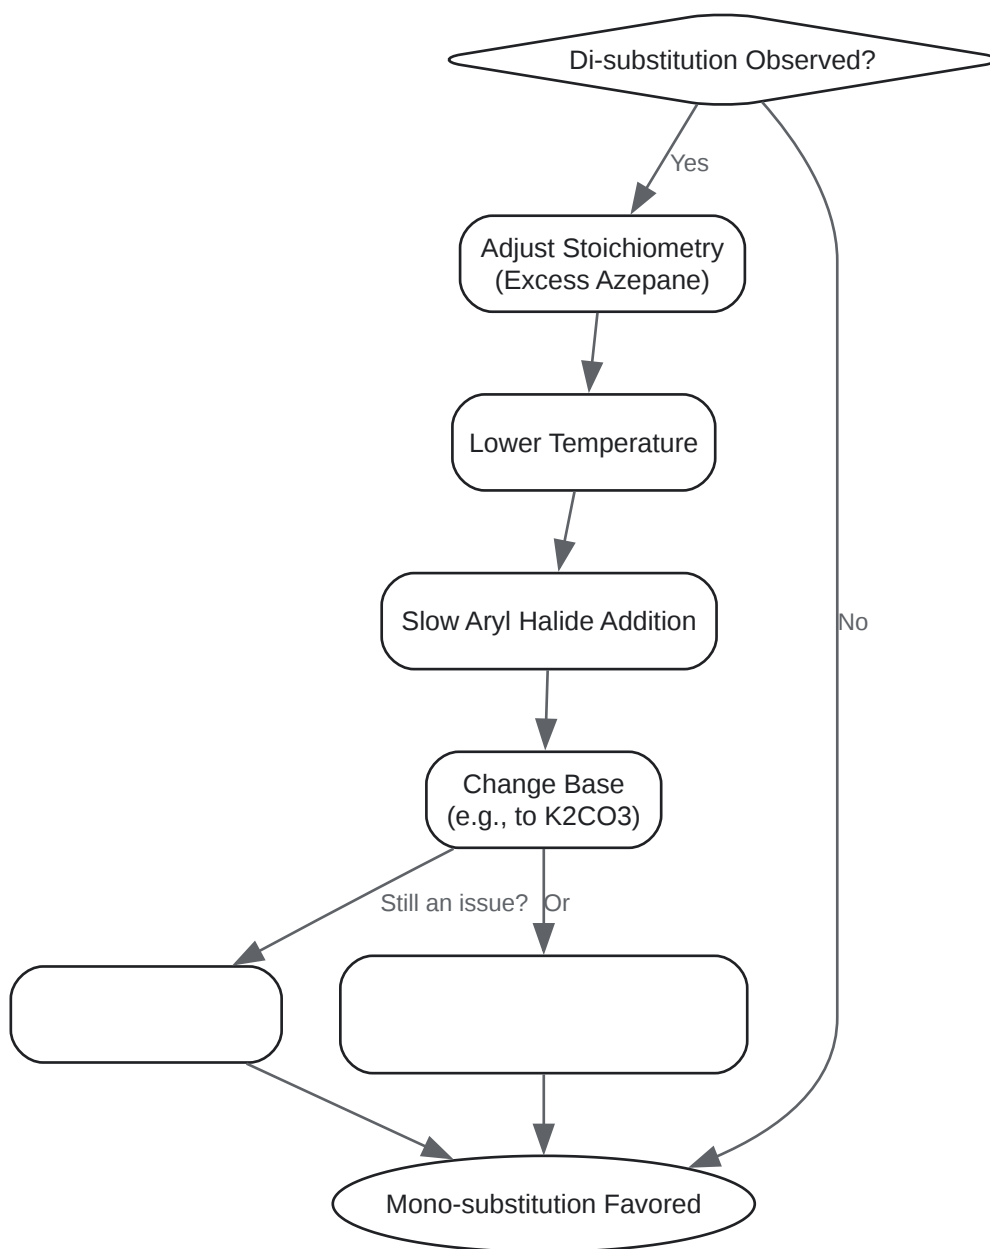 Di-substitution Observed?
Yes
Adjust Stoichiometry
(Excess Azepane)
Lower Temperature
Slow Aryl Halide Addition
No
Change Base
(e.g., to K2CO3)
Still an issue?
Or
Mono-substitution Favored